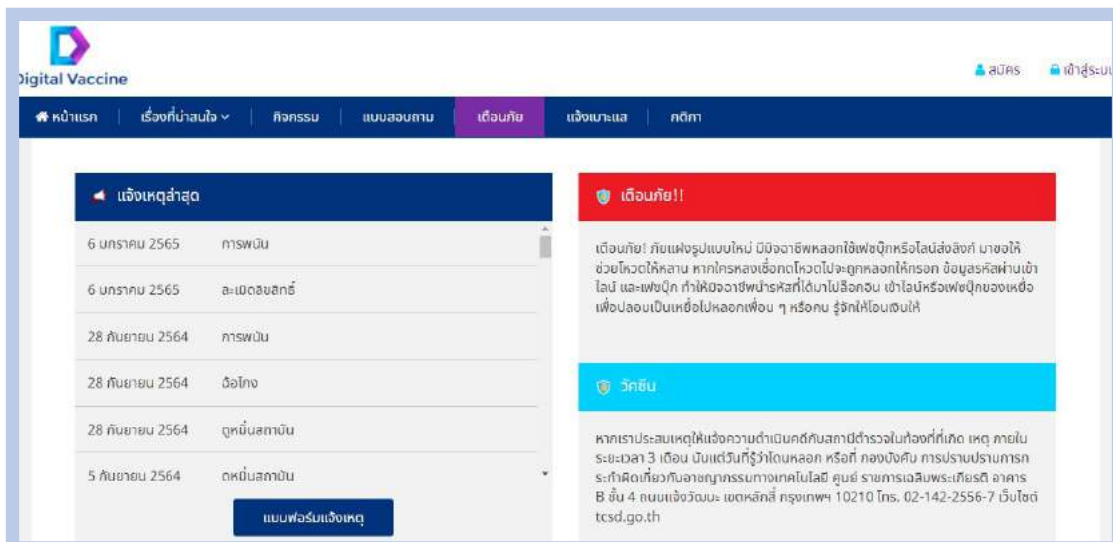 Digital Vaccine
สมัคร
เข้าสู่ระบบ
หน้าแรก
เรื่องที่น่าสนใจ
กิจกรรม
แบบสอบถาม
เตือนภัย
แจ้งเบาะแส
กติกา
แจ้งเหตุล่าสุด
6 มกราคม 2565 การพนัน
6 มกราคม 2565 ละเมิดลิขสิทธิ์
28 กันยายน 2564 การพนัน
28 กันยายน 2564 ฉ้อโกง
28 กันยายน 2564 ดูหมิ่นสถาบัน
5 กันยายน 2564 ดูหมิ่นสถาบัน
แบบฟอร์มแจ้งเหตุ
เตือนภัย!!
เตือนภัย! ภัยแฝงรูปแบบใหม่ มีมิจฉาชีพหลอกใช้เฟซบุ๊กหรือไลน์ส่งลิงก์ มาขอให้
ช่วยโหวตให้หลาน หากใครหลงเชื่อกดโหวตไปจะถูกหลอกให้กรอก ข้อมูลรหัสผ่านเข้า
ไลน์ และเฟซบุ๊ก ทำให้มิจฉาชีพนำรหัสที่ได้มาไปล็อกอิน เข้าไลน์หรือเฟซบุ๊กของเหยื่อ
เพื่อปลอมเป็นเหยื่อไปหลอกเพื่อน ๆ หรือคน รู้จักให้โอนเงินให้
วัคซีน
หากเราประสบเหตุให้แจ้งความดำเนินคดีกับสถานีตำรวจในท้องที่ที่เกิด เหตุ ภายใน
ระยะเวลา 3 เดือน นับแต่วันที่รู้ว่าโดนหลอก หรือที่ กองบังคับ การปราบปรามการก
ระทำผิดเกี่ยวกับอาชญากรรมทางเทคโนโลยี ศูนย์ ราชการเฉลิมพระเกียรติ อาคาร
B ชั้น 4 ถนนแจ้งวัฒนะ เขตหลักสี่ กรุงเทพฯ 10210 โทร. 02-142-2556-7 เว็บไซต์
tcsd.go.th